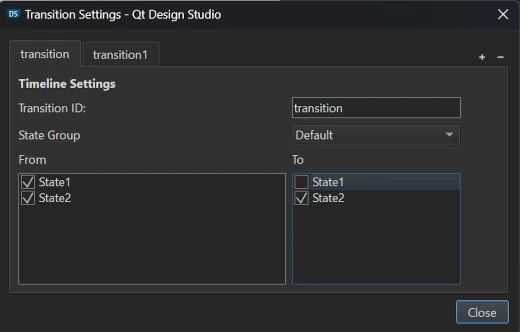 DS Transition Settings - Qt Design Studio
transition transition1
Timeline Settings
Transition ID: transition
State Group Default
From To
State1 State1
State2 State2
Close